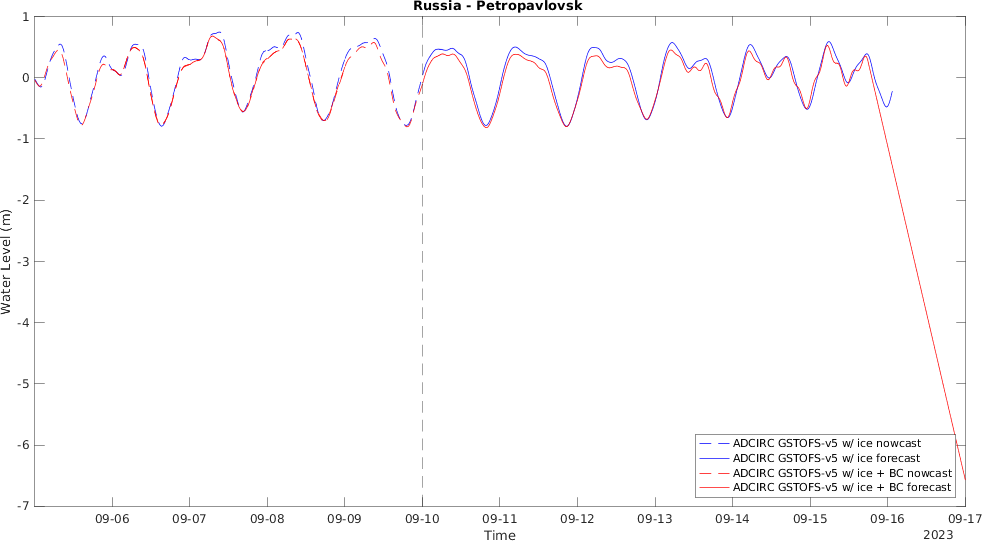 Russia - Petropavlovsk
1
0
-1
-2
-3
-4
-5
-6
-7
Water Level (m)
ADCIRC GSTOFS-v5 w/ ice nowcast
ADCIRC GSTOFS-v5 w/ ice forecast
ADCIRC GSTOFS-v5 w/ ice + BC nowcast
ADCIRC GSTOFS-v5 w/ ice + BC forecast
09-06 09-07 09-08 09-09 09-10 09-11 09-12 09-13 09-14 09-15 09-16 09-17
Time
2023